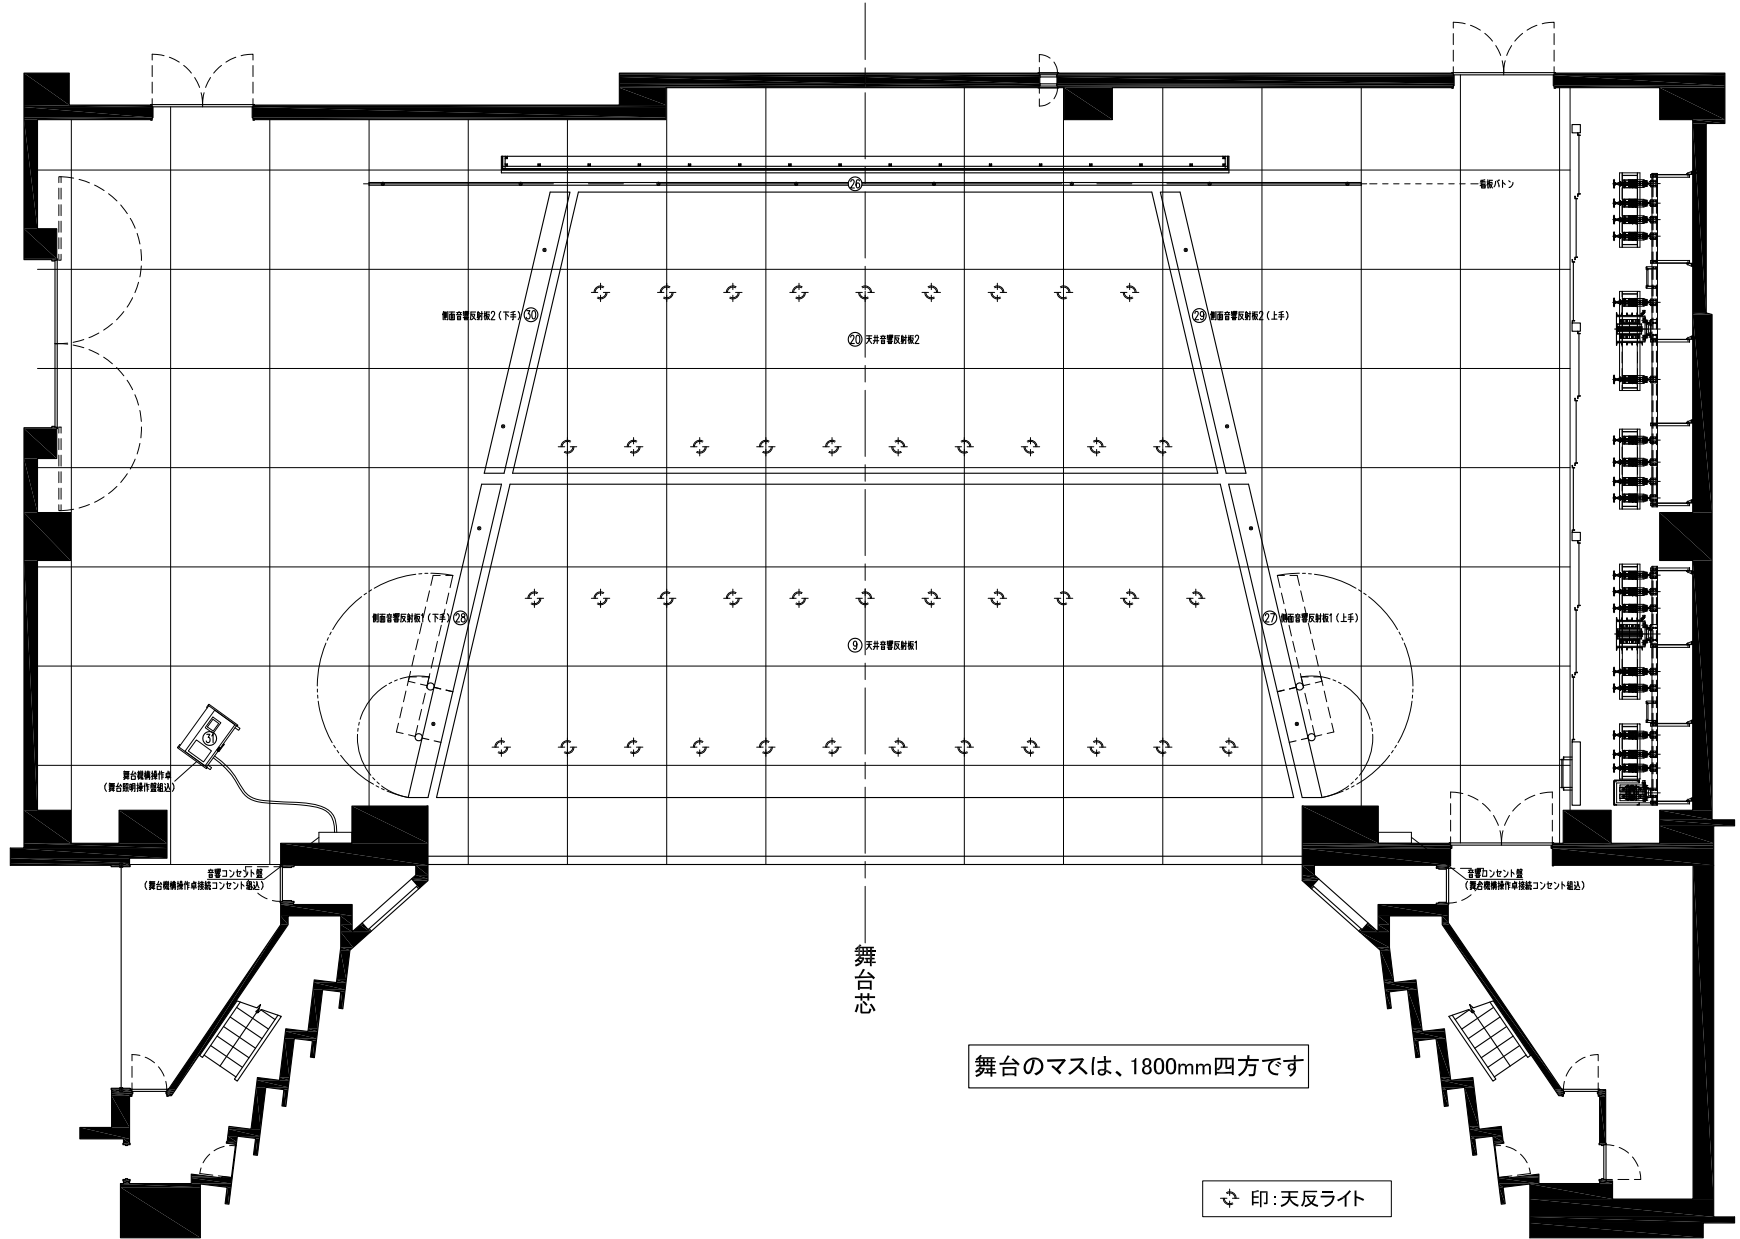 ㉖
看板バトン
側面音響反射板2（下手）㉚
㉙側面音響反射板2（上手）
⑳ 天井音響反射板2
側面音響反射板1（下手）㉘
㉗側面音響反射板1（上手）
⑨ 天井音響反射板1
㉛
舞台機構操作卓
（舞台照明操作盤組込）
音響コンセント盤
（舞台機構操作卓接続コンセント組込）
音響コンセント盤
（舞台機構操作卓接続コンセント組込）
舞台芯
舞台のマスは、1800mm四方です
印：天反ライト